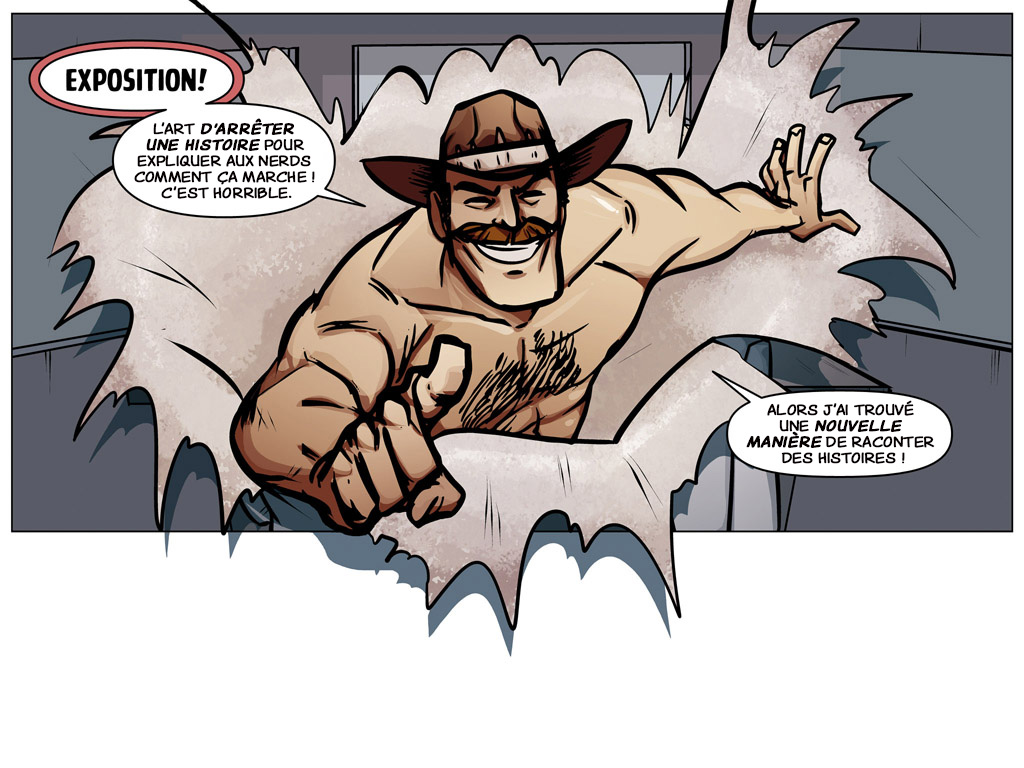 EXPOSITION!
L'ART D'ARRÊTER
UNE HISTOIRE POUR
EXPLIQUER AUX NERDS
COMMENT ÇA MARCHE !
C'EST HORRIBLE.
ALORS J'AI TROUVÉ
UNE NOUVELLE
MANIÈRE DE RACONTER
DES HISTOIRES !